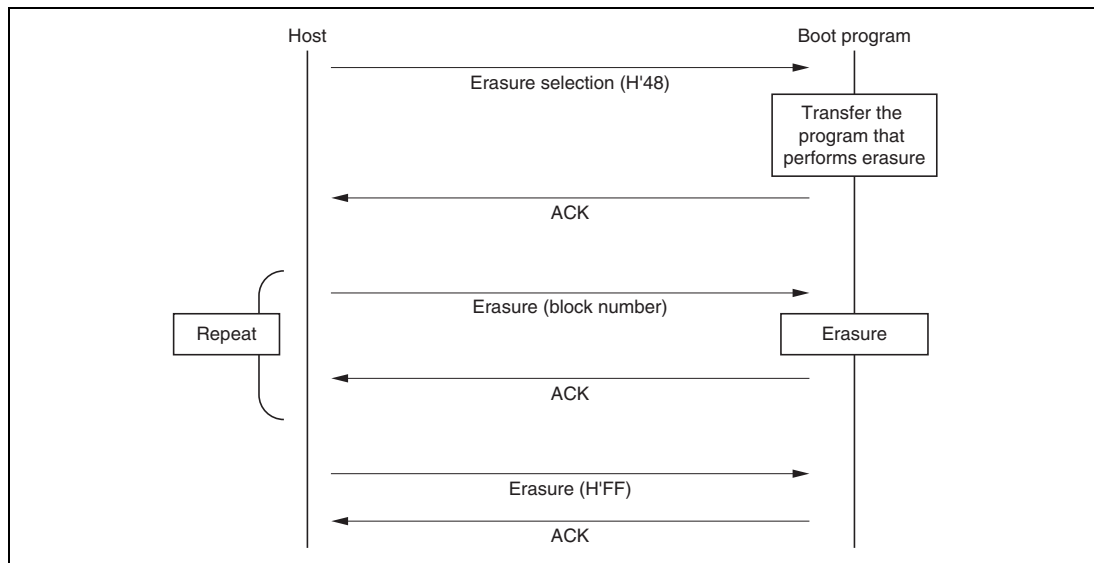 Host
Boot program
Erasure selection (H'48)
Transfer the
program that
performs erasure
ACK
Erasure (block number)
Repeat
Erasure
ACK
Erasure (H'FF)
ACK